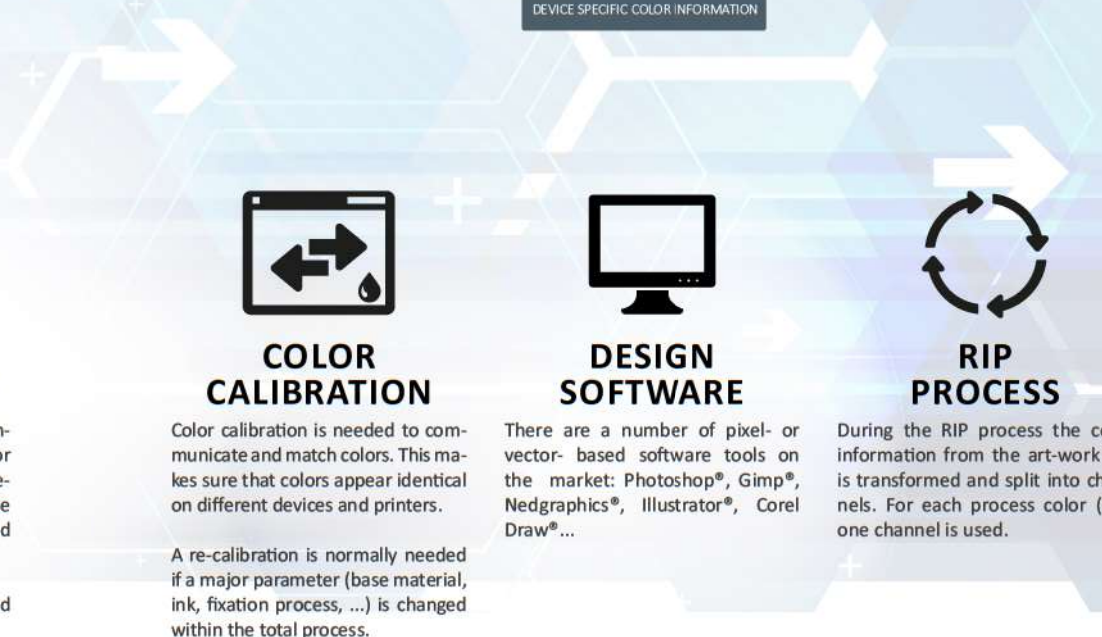 DEVICE SPECIFIC COLOR INFORMATION
COLOR
CALIBRATION
Color calibration is needed to com-
municate and match colors. This ma-
kes sure that colors appear identical
on different devices and printers.
A re-calibration is normally needed
if a major parameter (base material,
ink, fixation process, ...) is changed
within the total process.
DESIGN
SOFTWARE
There are a number of pixel- or
vector- based software tools on
the market: Photoshop®, Gimp®,
Nedgraphics®, Illustrator®, Corel
Draw®...
RIP
PROCESS
During the RIP process the
information from the art-work
is transformed and split into
nels. For each process color
one channel is used.